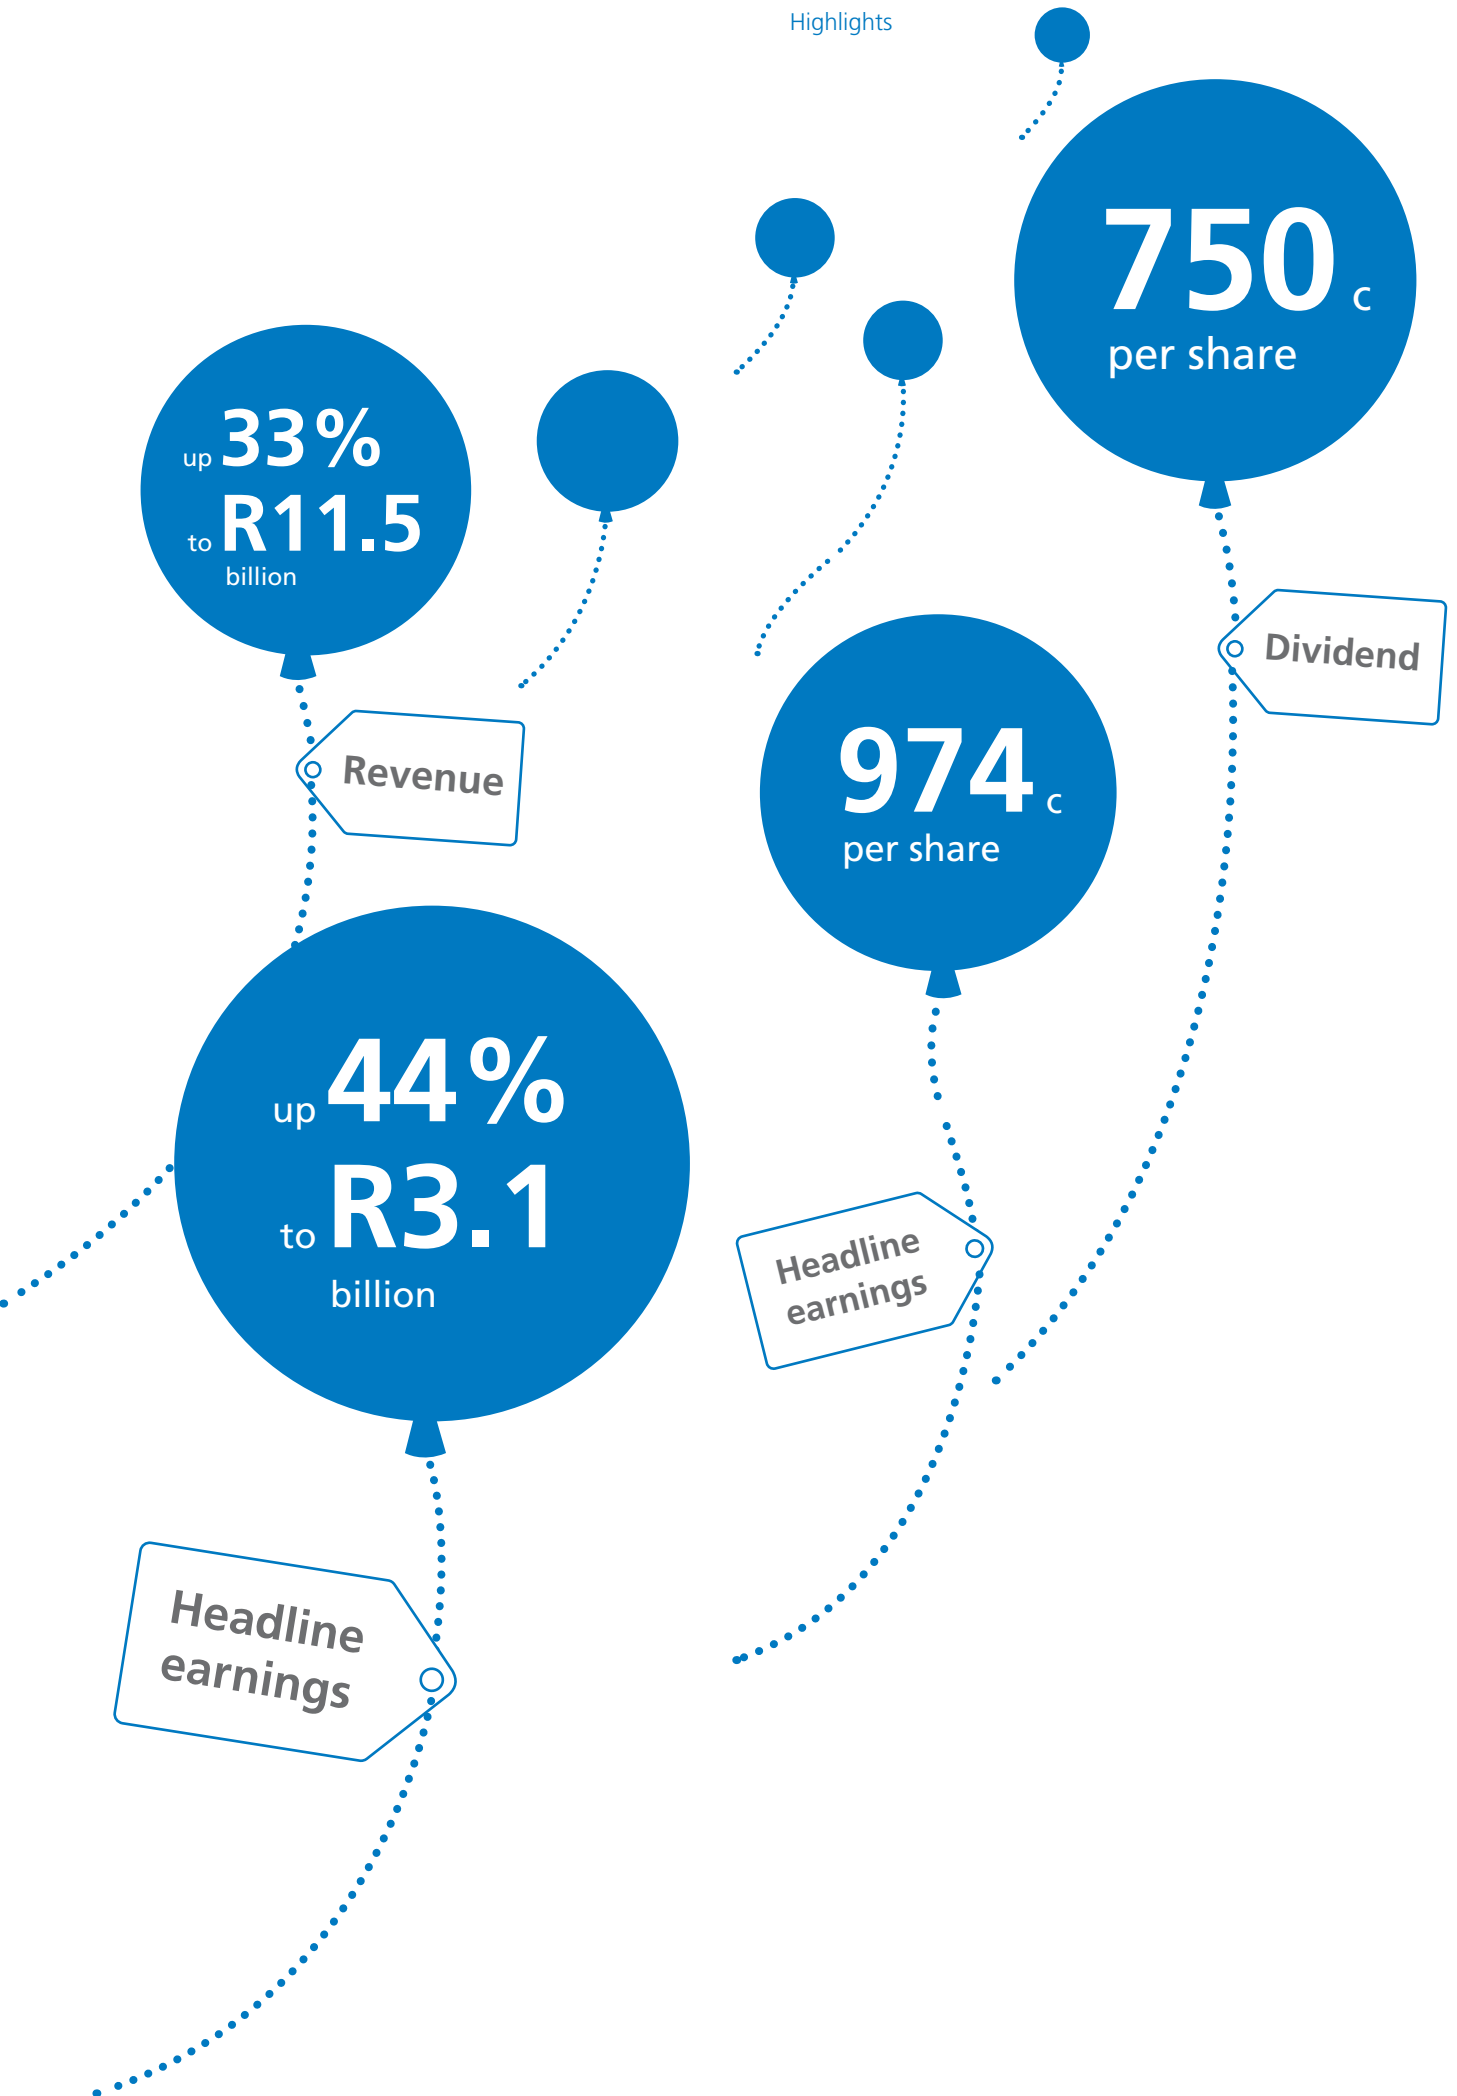 Highlights
up 33%
to R11.5
billion
Revenue
up 44%
to R3.1
billion
Headline
earnings
974 c
per share
Headline
earnings
750 c
per share
Dividend